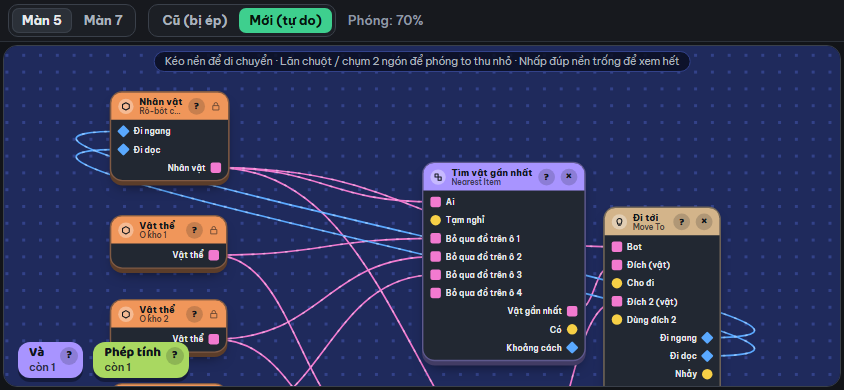 Màn 5 Màn 7 Cũ (bị ép) Mới (tự do) Phóng: 70%
Kéo nền để di chuyển · Lăn chuột / chụm 2 ngón để phóng to thu nhỏ · Nhấp đúp nền trống để xem hết
Nhân vật ?
Rô-bốt c...
Đi ngang
Đi dọc
Nhân vật
Vật thể ?
Ô kho 1
Vật thể
Vật thể ?
Ô kho 2
Vật thể
Tìm vật gần nhất ? ×
Nearest Item
Ai
Tạm nghỉ
Bỏ qua đồ trên ô 1
Bỏ qua đồ trên ô 2
Bỏ qua đồ trên ô 3
Bỏ qua đồ trên ô 4
Vật gần nhất
Có
Khoảng cách
Đi tới ? ×
Move To
Bot
Đích (vật)
Cho đi
Đích 2 (vật)
Dùng đích 2
Đi ngang
Đi dọc
Nhảy
Và ?
còn 1
Phép tính ?
còn 1